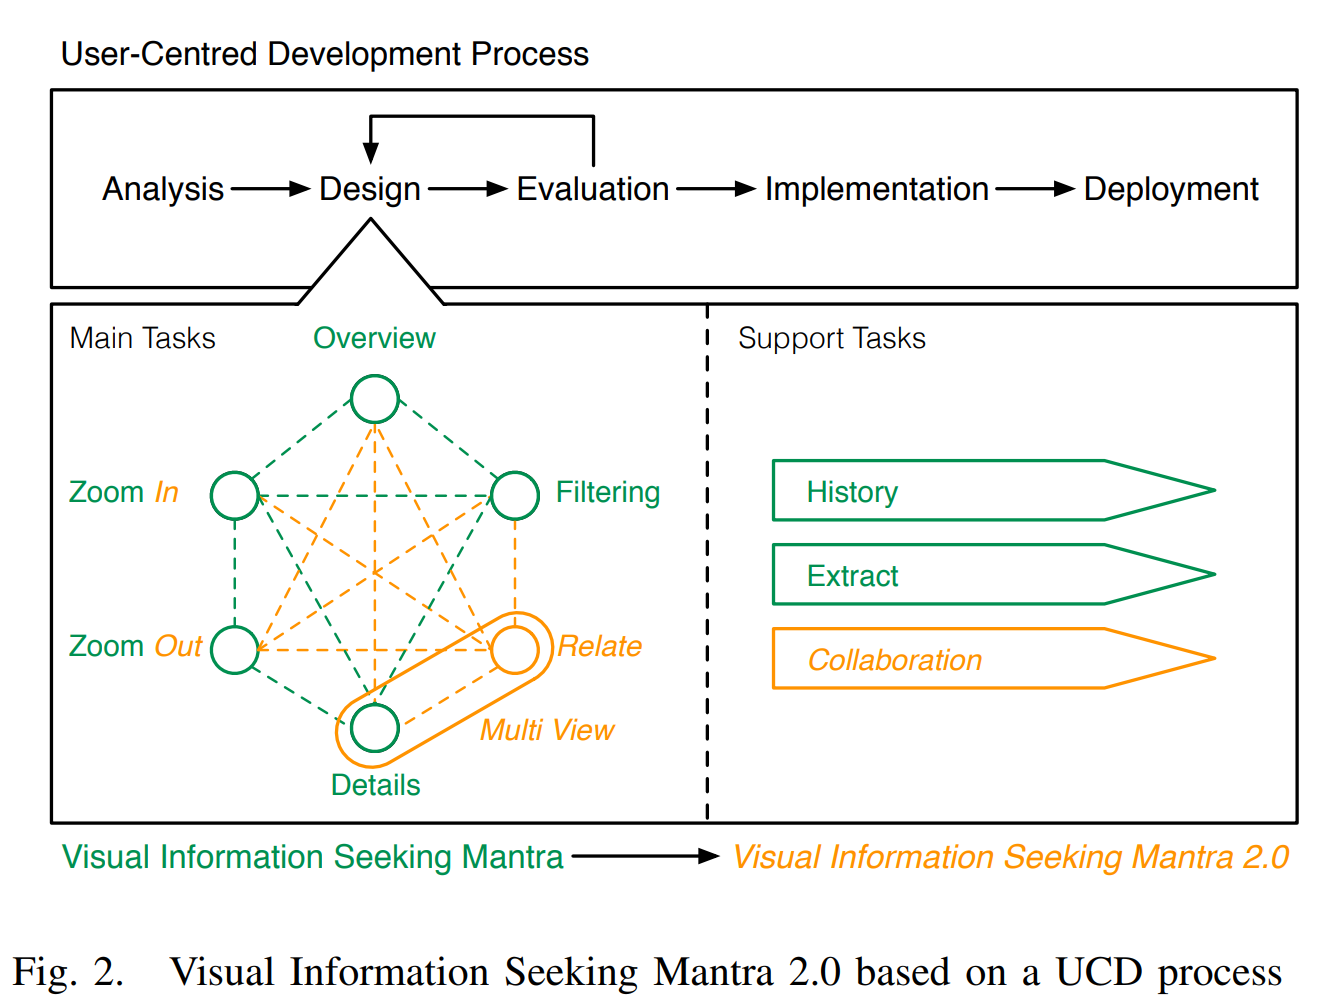 User-Centred Development Process
Analysis Design Evaluation Implementation Deployment
Main Tasks
Overview
Zoom In
Filtering
Zoom Out
Relate
Multi View
Details
Support Tasks
History
Extract
Collaboration
Visual Information Seeking Mantra Visual Information Seeking Mantra 2.0
Fig. 2. Visual Information Seeking Mantra 2.0 based on a UCD process